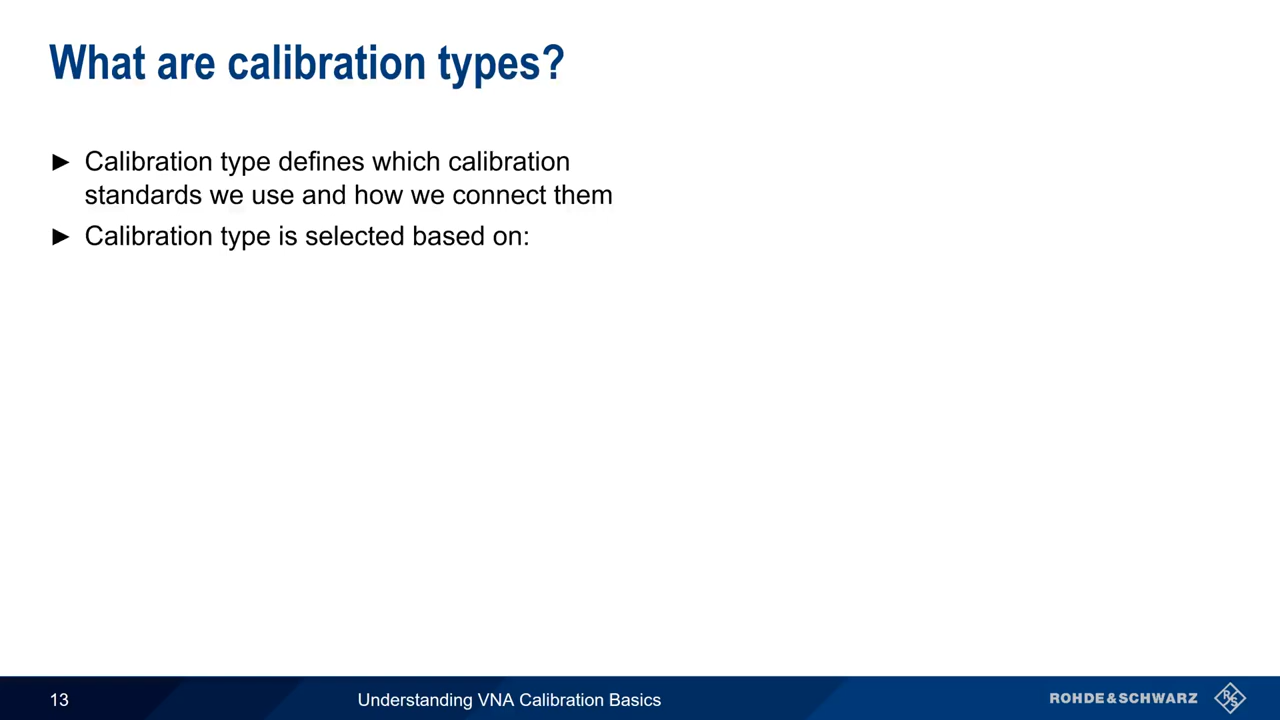 What are calibration types?
► Calibration type defines which calibration
standards we use and how we connect them
► Calibration type is selected based on:
13
Understanding VNA Calibration Basics
ROHDE&SCHWARZ
R&S